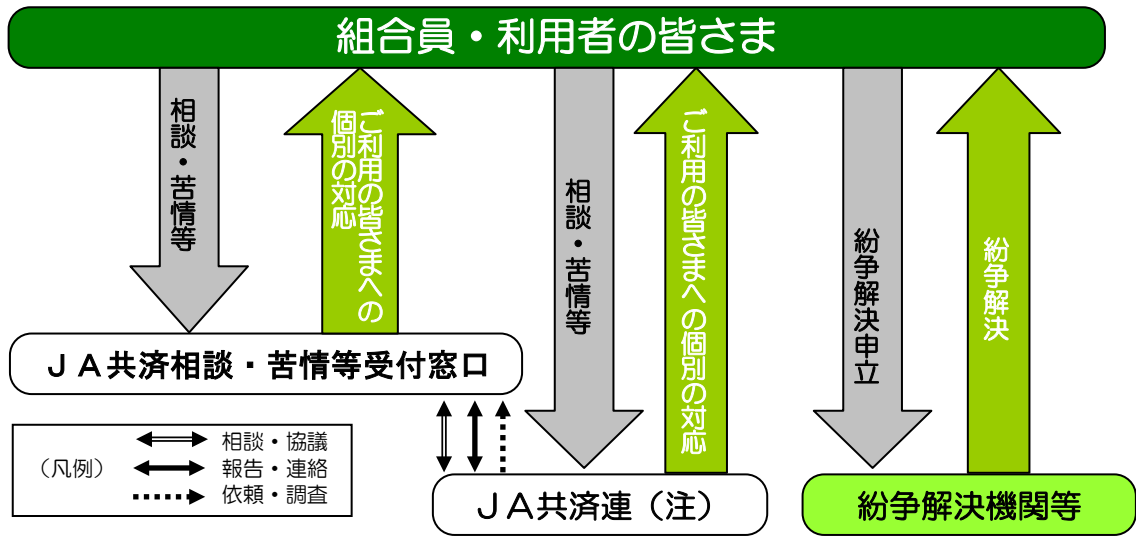 組合員・利用者の皆さま
相談・苦情等
ご利用の皆さまへの
個別の対応
相談・苦情等
ご利用の皆さまへの個別の対応
紛争解決申立
紛争解決
ＪＡ共済相談・苦情等受付窓口
（凡例）
相談・協議
報告・連絡
依頼・調査
ＪＡ共済連（注）
紛争解決機関等